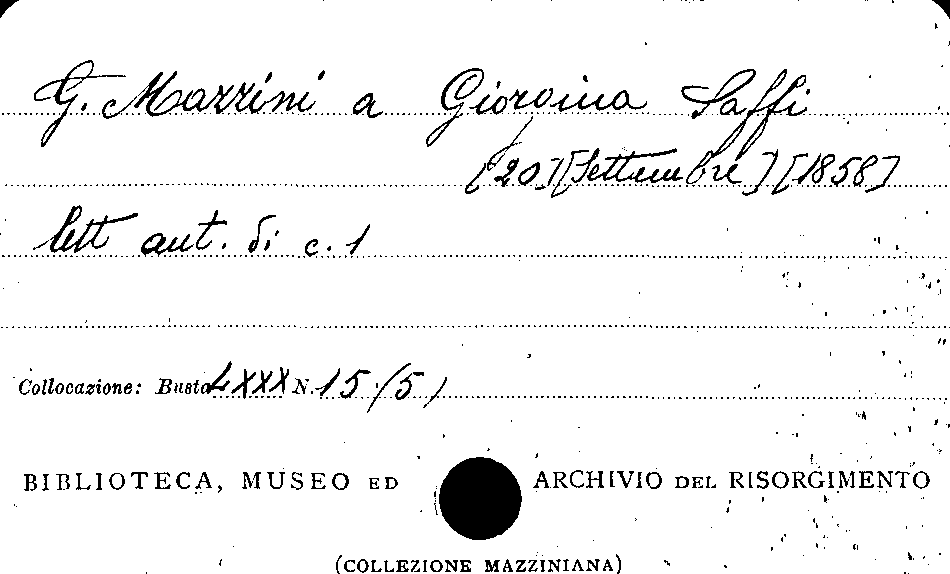 G. Mazzini a Giorgina Saffi
[20][Settembre][1858]
lett aut. di c. 1
Collocazione: Busta LXXX N. 15 (5)
BIBLIOTECA, MUSEO ED ARCHIVIO DEL RISORGIMENTO
(COLLEZIONE MAZZINIANA)